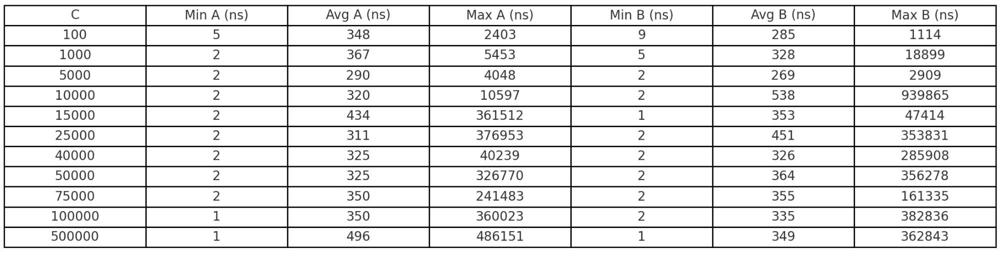 C Min A (ns) Avg A (ns) Max A (ns) Min B (ns) Avg B (ns) Max B (ns)
100 5 348 2403 9 285 1114
1000 2 367 5453 5 328 18899
5000 2 290 4048 2 269 2909
10000 2 320 10597 2 538 939865
15000 2 434 361512 1 353 47414
25000 2 311 376953 2 451 353831
40000 2 325 40239 2 326 285908
50000 2 325 326770 2 364 356278
75000 2 350 241483 2 355 161335
100000 1 350 360023 2 335 382836
500000 1 496 486151 1 349 362843